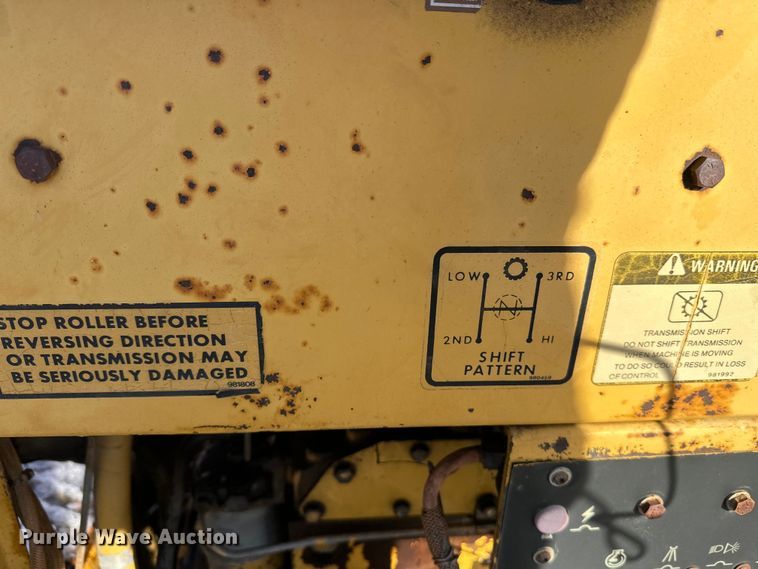 STOP ROLLER BEFORE
REVERSING DIRECTION
OR TRANSMISSION MAY
BE SERIOUSLY DAMAGED
981808
LOW 3RD
N
2ND HI
SHIFT
PATTERN
980459
WARNING
TRANSMISSION SHIFT
DO NOT SHIFT TRANSMISSION
WHEN MACHINE IS MOVING
TO DO SO COULD RESULT IN LOSS
OF CONTROL 981992
Purple Wave Auction